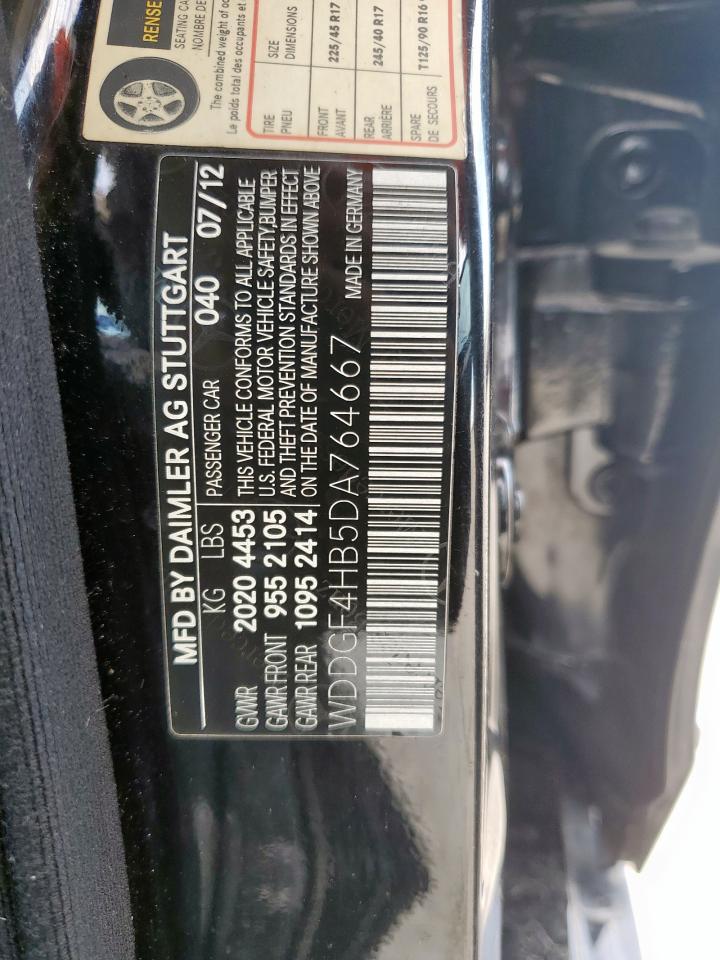 RENSE
SEATING CA
NOMBRE DE
The combined weight of oc
Le poids total des occupants et
TIRE SIZE
PNEU DIMENSIONS
FRONT 225/45 R17
AVANT
REAR 245/40 R17
ARRIÈRE
SPARE T125/90 R16
DE SECOURS
MFD BY DAIMLER AG STUTTGART
KG LBS PASSENGER CAR 040 07/12
GVWR 2020 4453
GAWR FRONT 955 2105
GAWR REAR 1095 2414
THIS VEHICLE CONFORMS TO ALL APPLICABLE
U.S. FEDERAL MOTOR VEHICLE SAFETY,BUMPER
AND THEFT PREVENTION STANDARDS IN EFFECT
ON THE DATE OF MANUFACTURE SHOWN ABOVE
WDDGF4HB5DA764667 MADE IN GERMANY